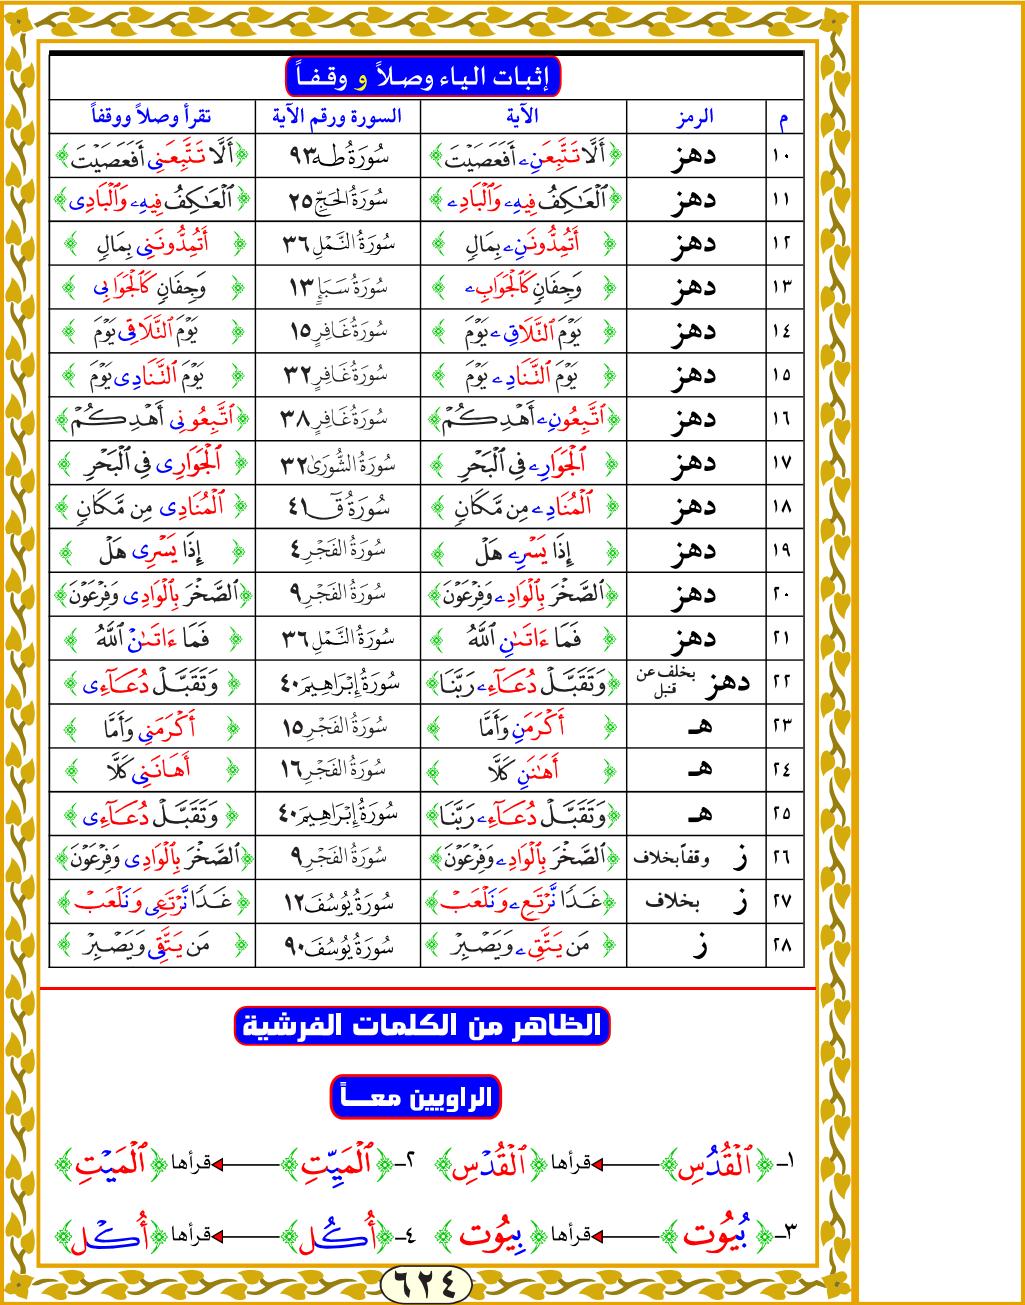 إثبات الياء وصلاً و وقفاً
م الرمز الآية السورة ورقم الآية تقرأ وصلاً ووقفاً
١٠ دهز ﴿أَلَّا تَتَّبِعَنِۦ أَفَعَصَيْتَ﴾ سُورَةُ طه ٩٣ ﴿أَلَّا تَتَّبِعَنِى أَفَعَصَيْتَ﴾
١١ دهز ﴿ٱلْعَـٰكِفُ فِيهِۦ وَٱلْبَادِۦ﴾ سُورَةُ الحَجّ ٢٥ ﴿ٱلْعَـٰكِفُ فِيهِۦ وَٱلْبَادِى﴾
١٢ دهز ﴿أَتُمِدُّونَنِۦ بِمَالٍ﴾ سُورَةُ النَّمْل ٣٦ ﴿أَتُمِدُّونَنِى بِمَالٍ﴾
١٣ دهز ﴿وَجِفَانٍ كَٱلْجَوَابِۦ﴾ سُورَةُ سَبَإٍ ١٣ ﴿وَجِفَانٍ كَٱلْجَوَابِى﴾
١٤ دهز ﴿يَوْمَ ٱلتَّلَاقِۦ يَوْمَ﴾ سُورَةُ غَافِرٍ ١٥ ﴿يَوْمَ ٱلتَّلَاقِى يَوْمَ﴾
١٥ دهز ﴿يَوْمَ ٱلتَّنَادِۦ يَوْمَ﴾ سُورَةُ غَافِرٍ ٣٢ ﴿يَوْمَ ٱلتَّنَادِى يَوْمَ﴾
١٦ دهز ﴿ٱتَّبِعُونِۦ أَهْدِكُمْ﴾ سُورَةُ غَافِرٍ ٣٨ ﴿ٱتَّبِعُونِى أَهْدِكُمْ﴾
١٧ دهز ﴿ٱلْجَوَارِۦ فِي ٱلْبَحْرِ﴾ سُورَةُ الشُّورَىٰ ٣٢ ﴿ٱلْجَوَارِى فِي ٱلْبَحْرِ﴾
١٨ دهز ﴿ٱلْمُنَادِۦ مِن مَّكَانٍ﴾ سُورَةُ قٓ ٤١ ﴿ٱلْمُنَادِى مِن مَّكَانٍ﴾
١٩ دهز ﴿إِذَا يَسْرِۦ هَلْ﴾ سُورَةُ الفَجْرِ ٤ ﴿إِذَا يَسْرِى هَلْ﴾
٢٠ دهز ﴿ٱلصَّخْرَ بِٱلْوَادِۦ وَفِرْعَوْنَ﴾ سُورَةُ الفَجْرِ ٩ ﴿ٱلصَّخْرَ بِٱلْوَادِى وَفِرْعَوْنَ﴾
٢١ دهز ﴿فَمَا ءَاتَىٰنِ ٱللَّهُ﴾ سُورَةُ النَّمْل ٣٦ ﴿فَمَا ءَاتَىٰنْ ٱللَّهُ﴾
٢٢ دهز بخلف عن قنبل ﴿وَتَقَبَّلْ دُعَآءِۦ رَبَّنَا﴾ سُورَةُ إِبْرَاهِيمَ ٤٠ ﴿وَتَقَبَّلْ دُعَآءِى﴾
٢٣ هـ ﴿أَكْرَمَنِ وَأَمَّا﴾ سُورَةُ الفَجْرِ ١٥ ﴿أَكْرَمَنِى وَأَمَّا﴾
٢٤ هـ ﴿أَهَـٰنَنِ كَلَّا﴾ سُورَةُ الفَجْرِ ١٦ ﴿أَهَـانَنِى كَلَّا﴾
٢٥ هـ ﴿وَتَقَبَّلْ دُعَآءِۦ رَبَّنَا﴾ سُورَةُ إِبْرَاهِيمَ ٤٠ ﴿وَتَقَبَّلْ دُعَآءِى﴾
٢٦ ز وقفاً بخلاف ﴿ٱلصَّخْرَ بِٱلْوَادِۦ وَفِرْعَوْنَ﴾ سُورَةُ الفَجْرِ ٩ ﴿ٱلصَّخْرَ بِٱلْوَادِى وَفِرْعَوْنَ﴾
٢٧ ز بخلاف ﴿غَدًا نَّرْتَعِۦ وَنَلْعَبْ﴾ سُورَةُ يُوسُفَ ١٢ ﴿غَدًا نَّرْتَعِى وَنَلْعَبْ﴾
٢٨ ز ﴿مَن يَتَّقِۦ وَيَصْبِرْ﴾ سُورَةُ يُوسُفَ ٩٠ ﴿مَن يَتَّقِى وَيَصْبِرْ﴾
الظاهر من الكلمات الفرشية
الراويين معـــاً
١- ﴿ٱلْقُدُسِ﴾ قرأها ﴿ٱلْقُدْسِ﴾ ٢- ﴿ٱلْمَيِّتِ﴾ قرأها ﴿ٱلْمَيْتِ﴾
٣- ﴿بُيُوت﴾ قرأها ﴿بِيُوت﴾ ٤- ﴿أُكُل﴾ قرأها ﴿أُكْل﴾
٦٢٤